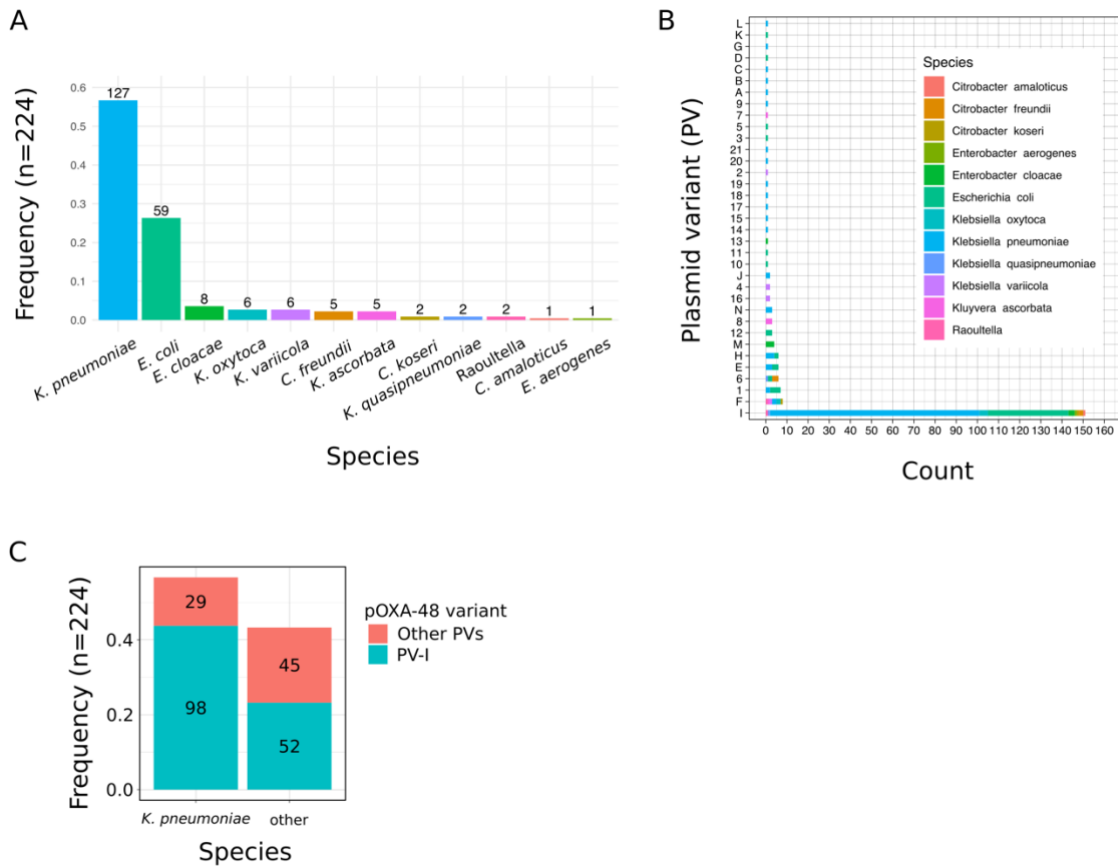 A
Frequency (n=224)
0.6
0.5
0.4
0.3
0.2
0.1
0.0
127
59
8
6
6
5
5
2
2
2
1
1
K. pneumoniae
E. coli
E. cloacae
K. oxytoca
K. variicola
C. freundii
K. ascorbata
C. koseri
K. quasipneumoniae
Raoultella
C. amaloticus
E. aerogenes
Species
B
Plasmid variant (PV)
L
K
G
D
C
B
A
9
7
5
3
21
20
2
19
18
17
15
14
13
11
10
J
4
16
N
8
12
M
H
E
6
1
F
I
0 10 20 30 40 50 60 70 80 90 100 110 120 130 140 150 160
Count
Species
Citrobacter amaloticus
Citrobacter freundii
Citrobacter koseri
Enterobacter aerogenes
Enterobacter cloacae
Escherichia coli
Klebsiella oxytoca
Klebsiella pneumoniae
Klebsiella quasipneumoniae
Klebsiella variicola
Kluyvera ascorbata
Raoultella
C
Frequency (n=224)
0.4
0.2
0.0
29
98
45
52
K. pneumoniae
other
Species
pOXA-48 variant
Other PVs
PV-I